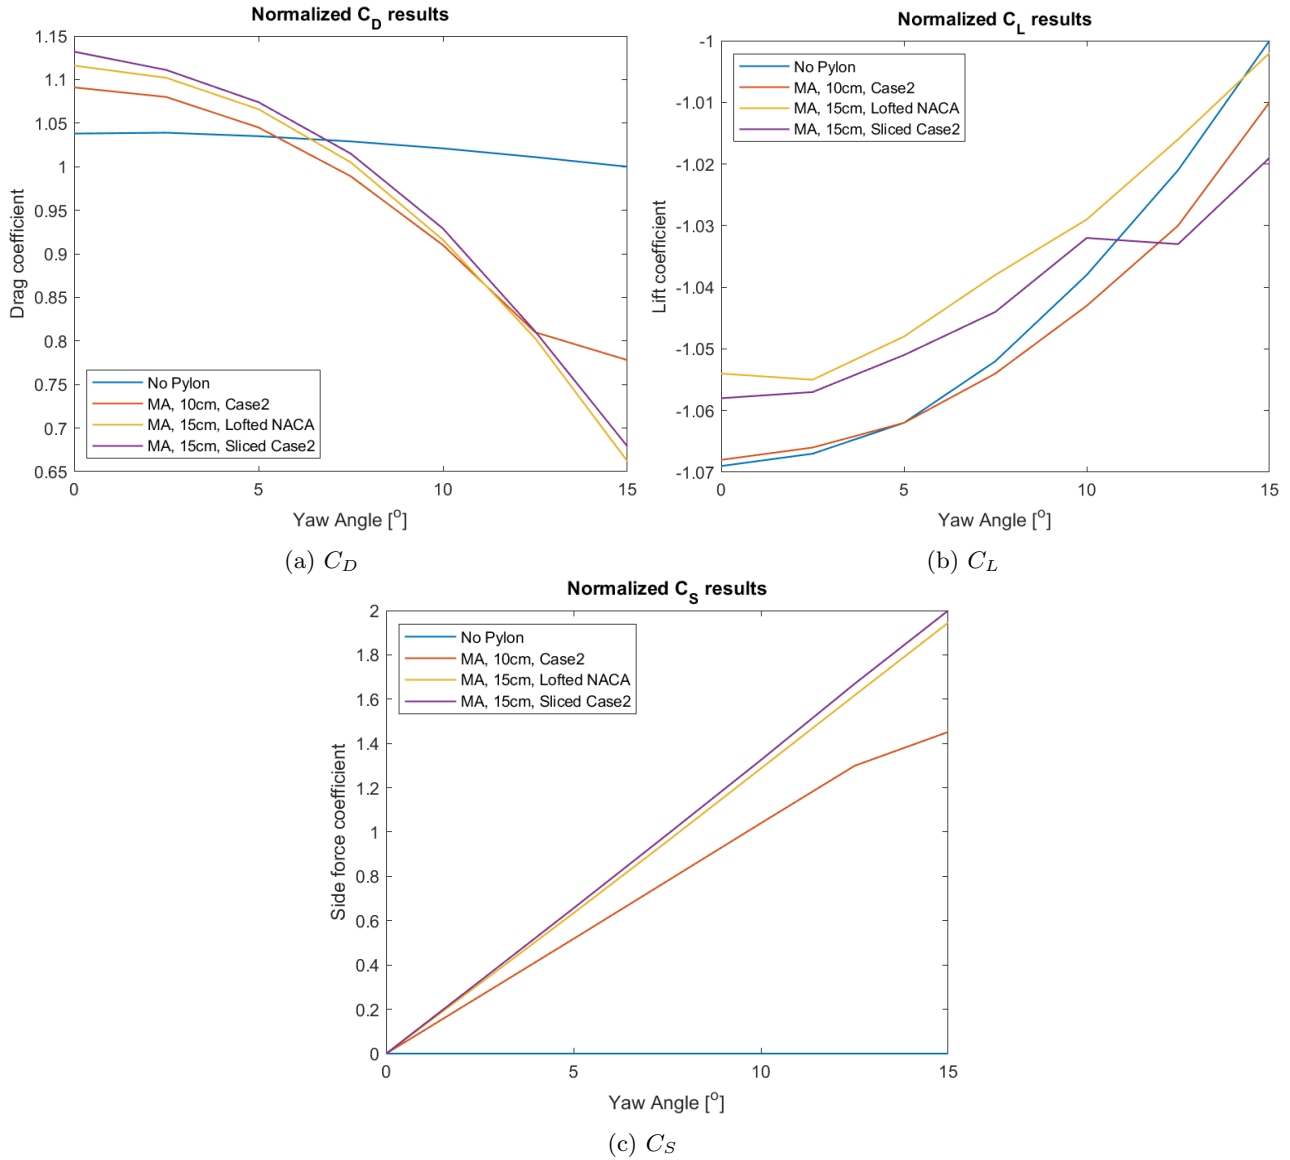 Normalized C_D results
Drag coefficient
1.15
1.1
1.05
1
0.95
0.9
0.85
0.8
0.75
0.7
0.65
No Pylon
MA, 10cm, Case2
MA, 15cm, Lofted NACA
MA, 15cm, Sliced Case2
0 5 10 15
Yaw Angle [°]
(a) C_D
Normalized C_L results
Lift coefficient
-1
-1.01
-1.02
-1.03
-1.04
-1.05
-1.06
-1.07
No Pylon
MA, 10cm, Case2
MA, 15cm, Lofted NACA
MA, 15cm, Sliced Case2
0 5 10 15
Yaw Angle [°]
(b) C_L
Normalized C_S results
Side force coefficient
2
1.8
1.6
1.4
1.2
1
0.8
0.6
0.4
0.2
0
No Pylon
MA, 10cm, Case2
MA, 15cm, Lofted NACA
MA, 15cm, Sliced Case2
0 5 10 15
Yaw Angle [°]
(c) C_S